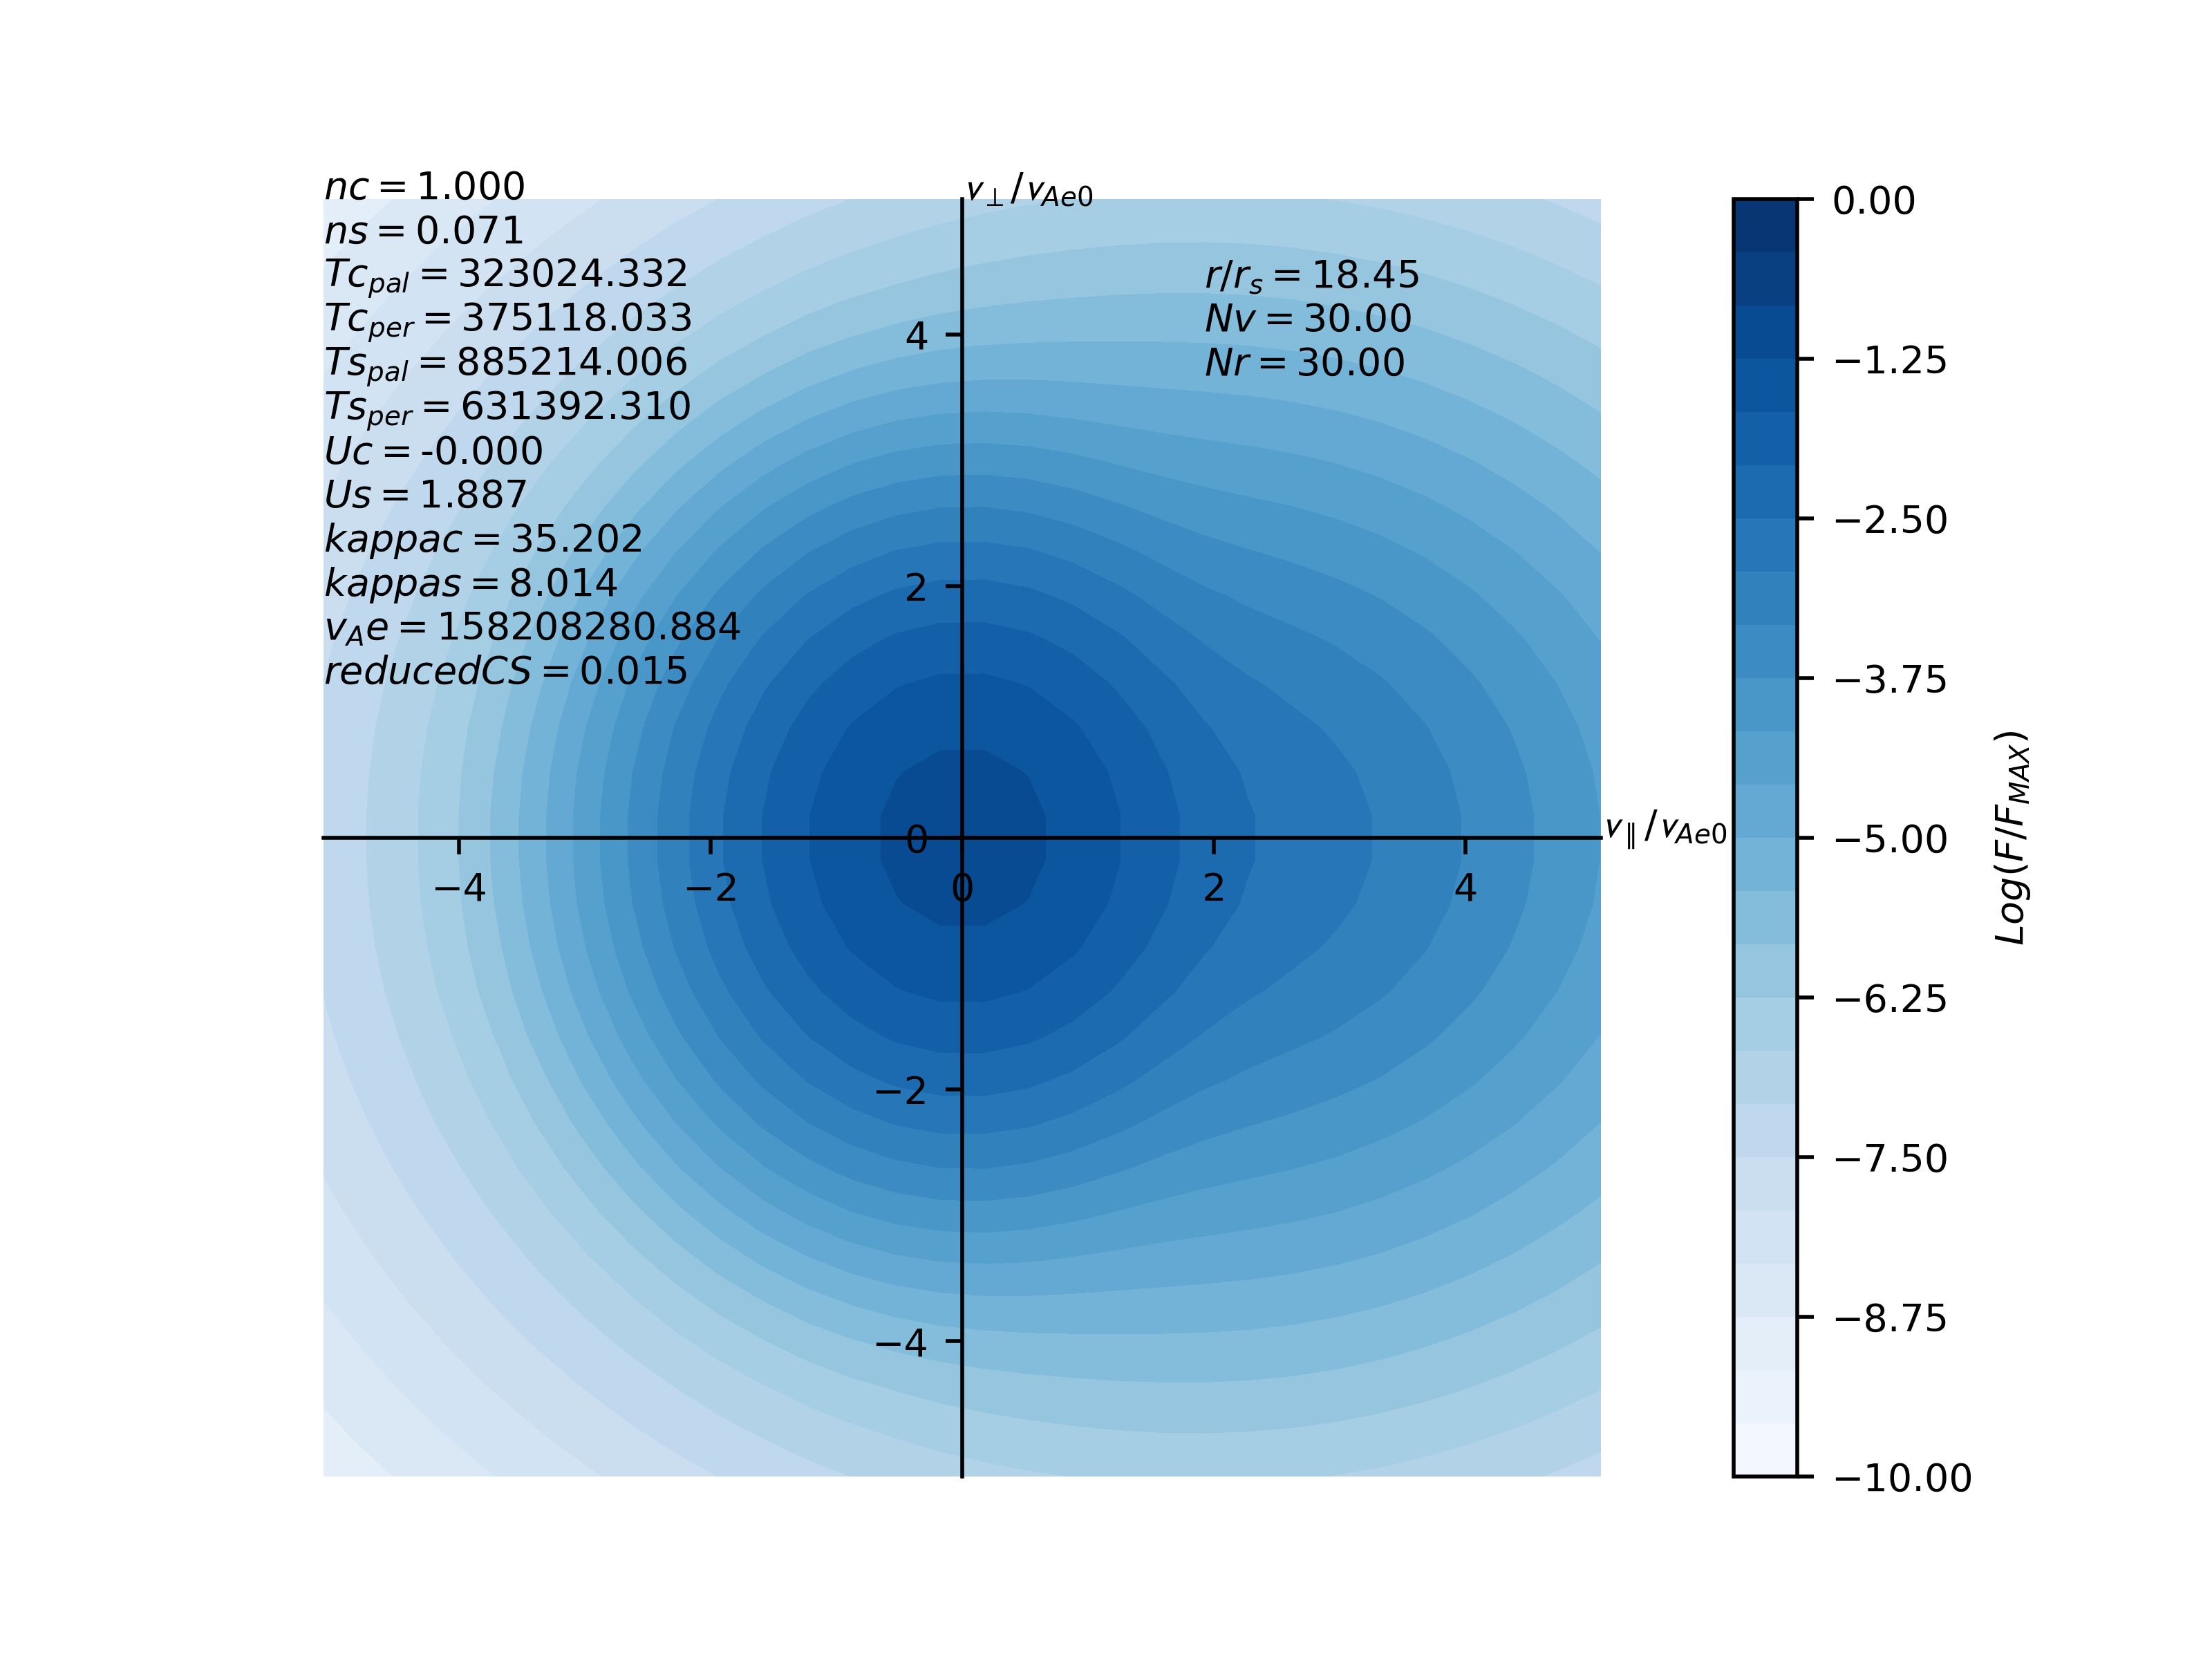 nc = 1.000
ns = 0.071
Tc_pal = 323024.332
Tc_per = 375118.033
Ts_pal = 885214.006
Ts_per = 631392.310
Uc = -0.000
Us = 1.887
kappac = 35.202
kappas = 8.014
v_A e = 158208280.884
reducedCS = 0.015
v_⊥/v_Ae0
r/r_s = 18.45
Nv = 30.00
Nr = 30.00
4
2
0
−2
−4
−4
−2
0
2
4
v_∥/v_Ae0
0.00
−1.25
−2.50
−3.75
−5.00
−6.25
−7.50
−8.75
−10.00
Log(F/F_MAX)